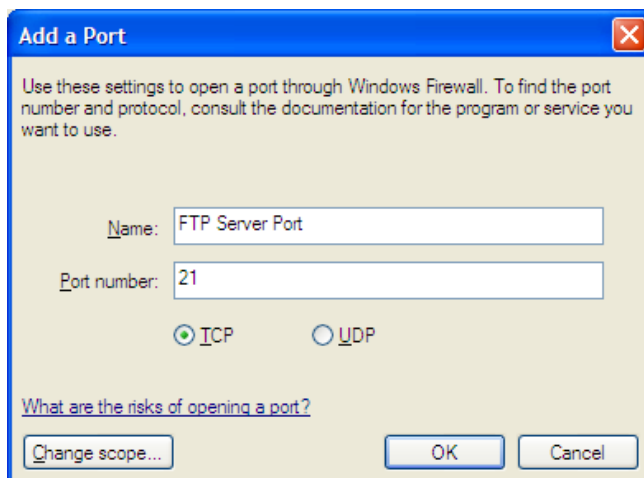 Add a Port
Use these settings to open a port through Windows Firewall. To find the port
number and protocol, consult the documentation for the program or service you
want to use.
Name: FTP Server Port
Port number: 21
TCP UDP
What are the risks of opening a port?
Change scope... OK Cancel